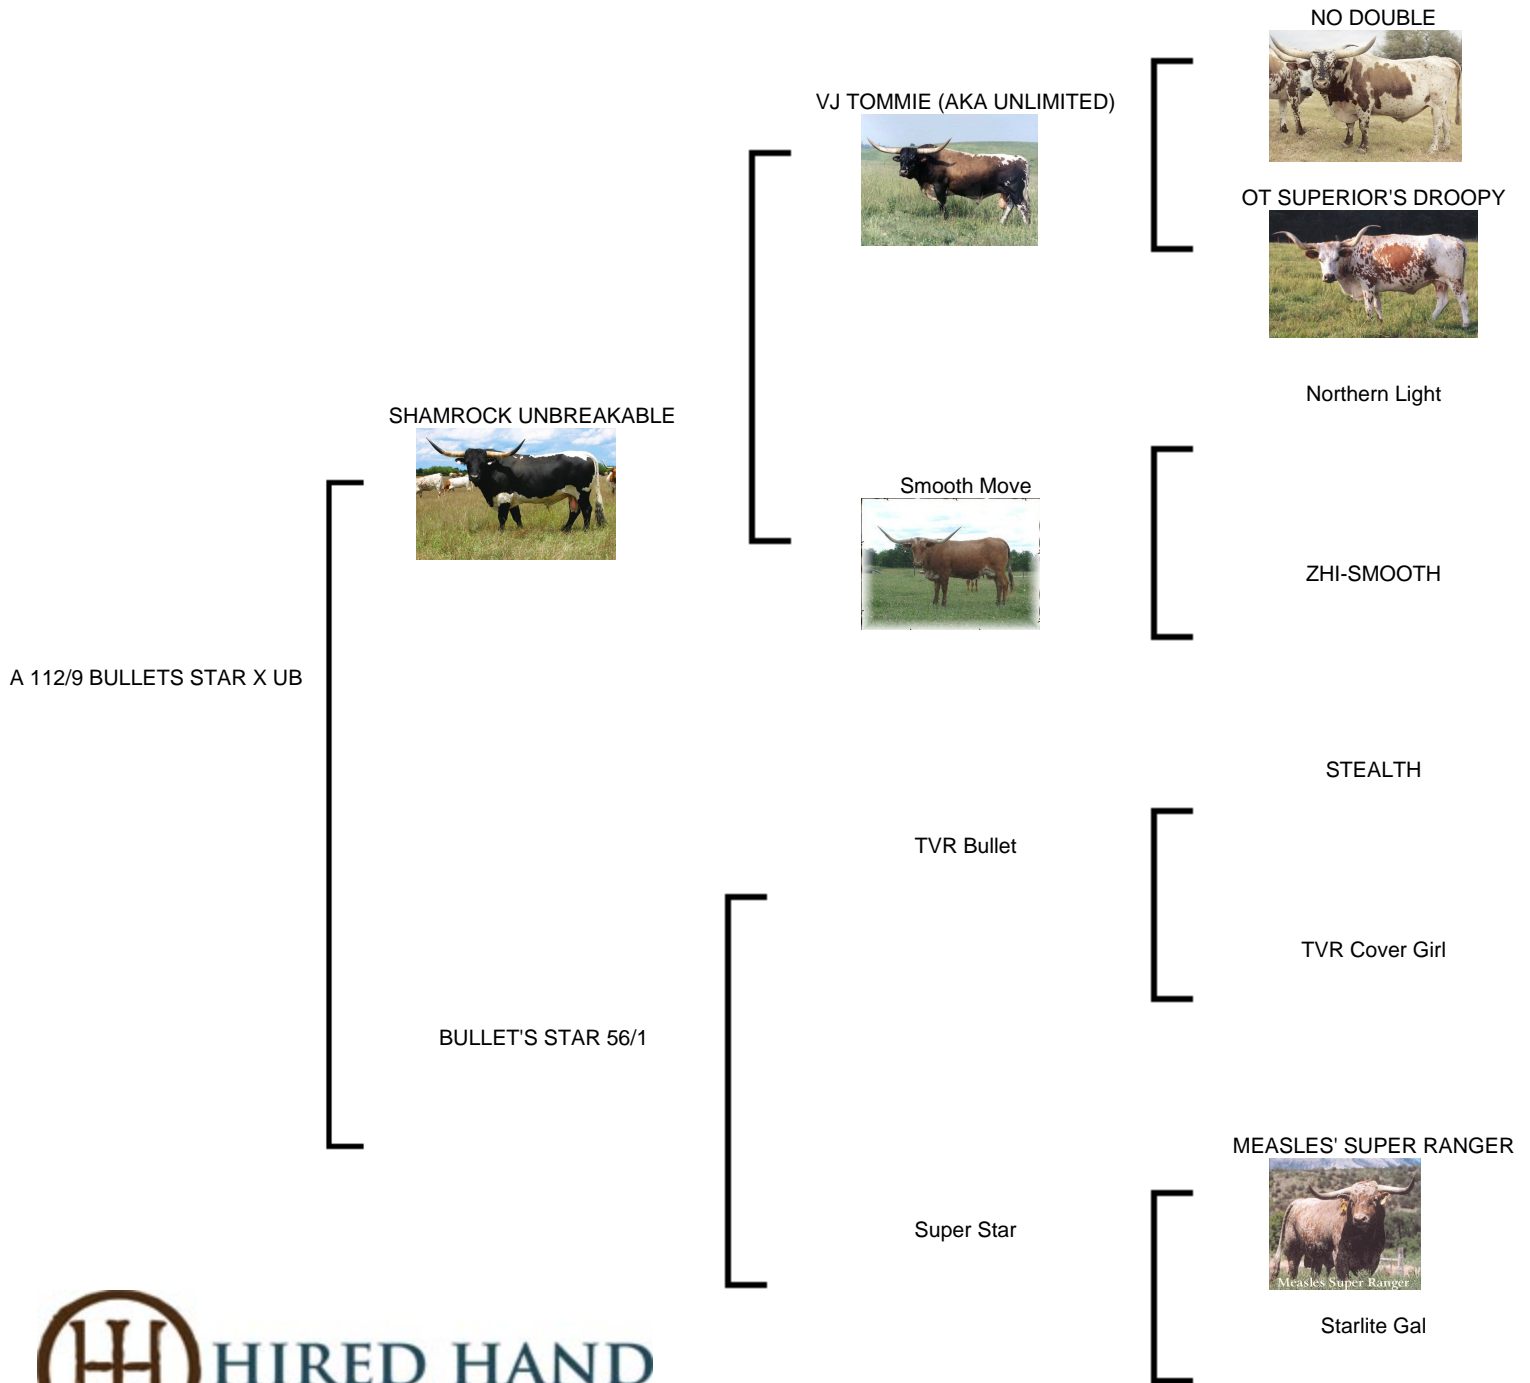 NO DOUBLE
VJ TOMMIE (AKA UNLIMITED)
OT SUPERIOR'S DROOPY
Northern Light
SHAMROCK UNBREAKABLE
Smooth Move
ZHI-SMOOTH
A 112/9 BULLETS STAR X UB
STEALTH
TVR Bullet
TVR Cover Girl
BULLET'S STAR 56/1
MEASLES' SUPER RANGER
Super Star
Measles Super Ranger
Starlite Gal
HIRED HAND